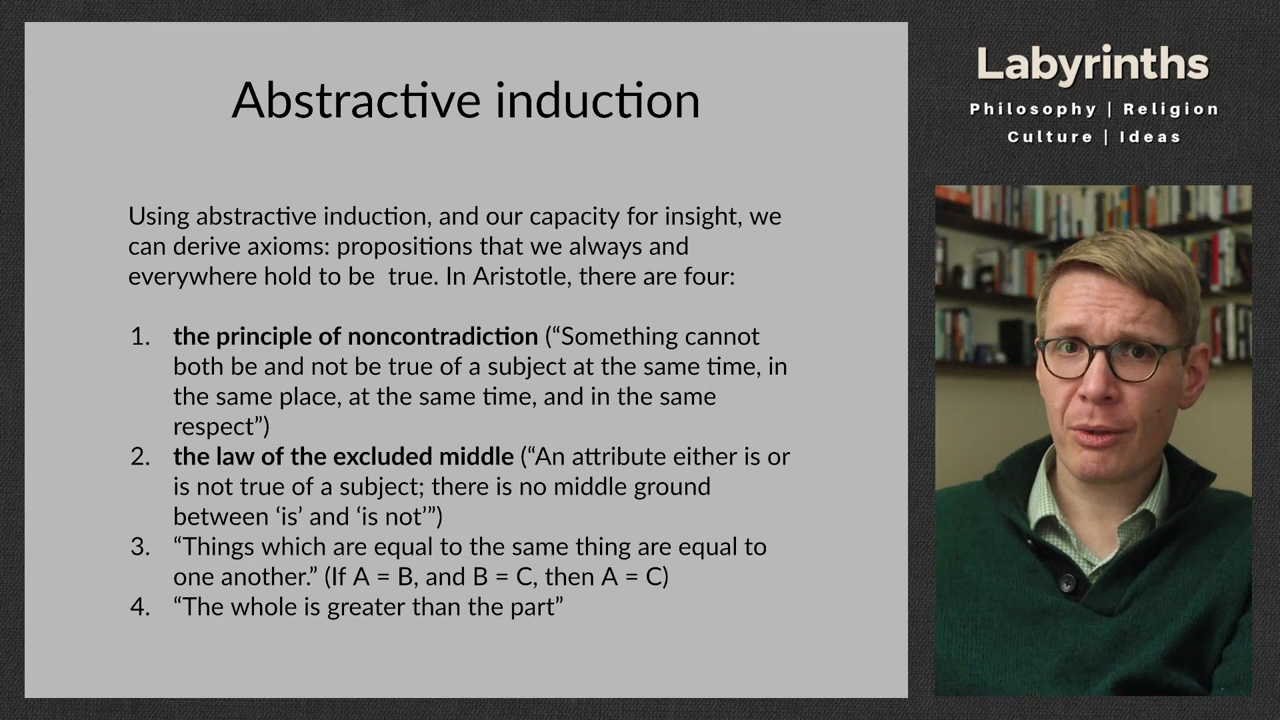 Abstractive induction
Using abstractive induction, and our capacity for insight, we
can derive axioms: propositions that we always and
everywhere hold to be  true. In Aristotle, there are four:
1. the principle of noncontradiction (“Something cannot
both be and not be true of a subject at the same time, in
the same place, at the same time, and in the same
respect”)
2. the law of the excluded middle (“An attribute either is or
is not true of a subject; there is no middle ground
between ‘is’ and ‘is not’”)
3. “Things which are equal to the same thing are equal to
one another.” (If A = B, and B = C, then A = C)
4. “The whole is greater than the part”
Labyrinths
Philosophy | Religion
Culture | Ideas